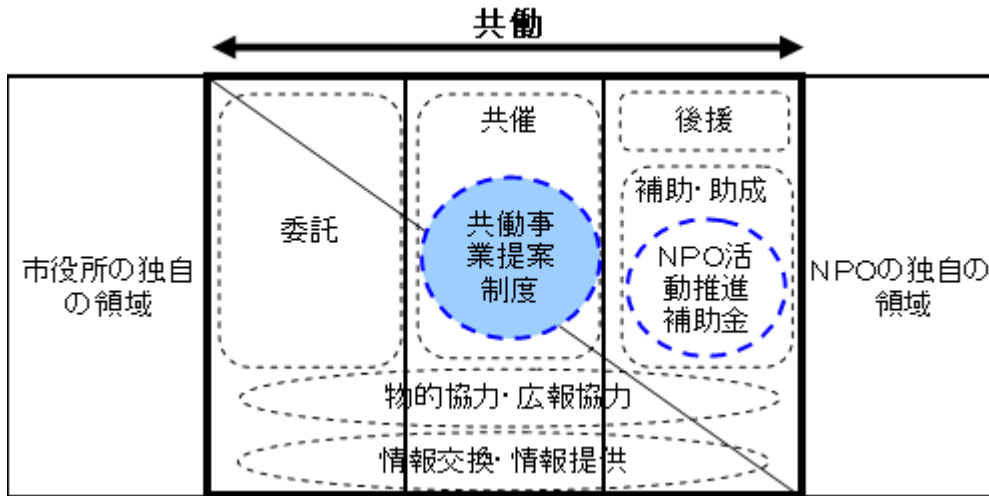 共働
市役所の独自
の領域
委託
共催
共働事
業提案
制度
後援
補助・助成
NPO活
動推進
補助金
NPOの独自の
領域
物的協力・広報協力
情報交換・情報提供